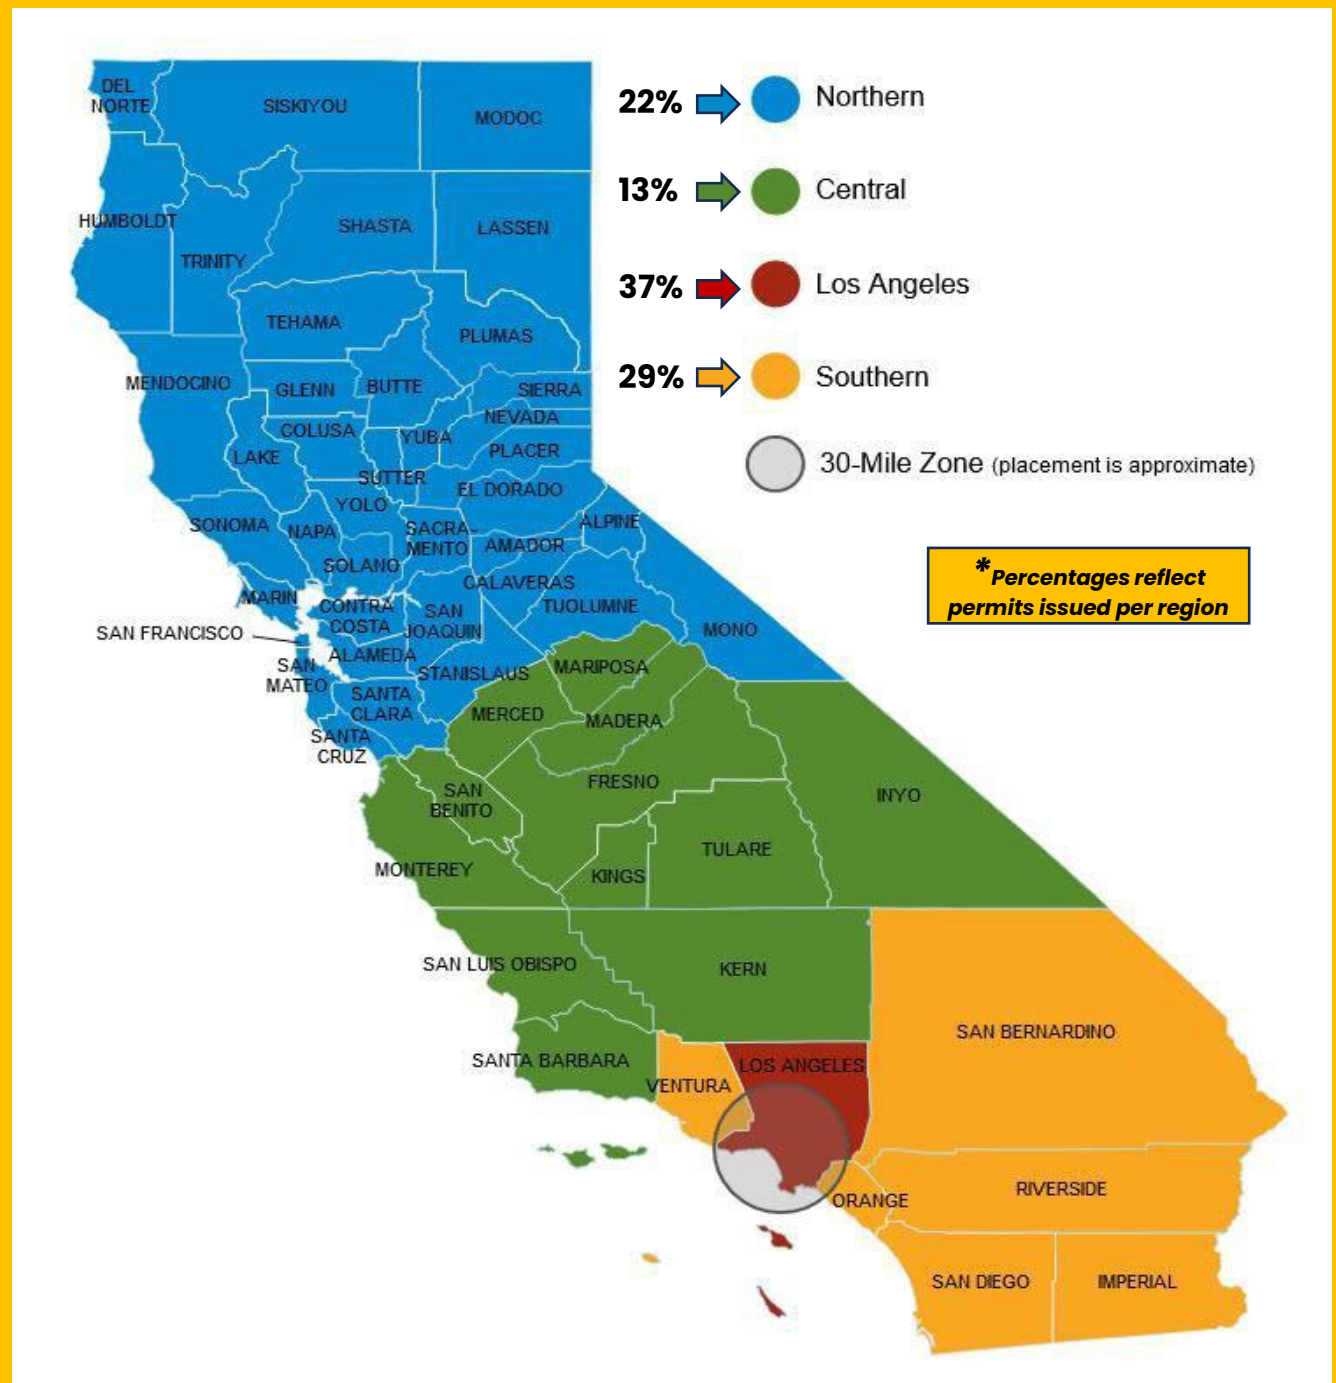 22%
Northern
13%
Central
37%
Los Angeles
29%
Southern
30-Mile Zone (placement is approximate)
*Percentages reflect
permits issued per region
DEL
NORTE
SISKIYOU
MODOC
HUMBOLDT
TRINITY
SHASTA
LASSEN
TEHAMA
PLUMAS
MENDOCINO
GLENN
BUTTE
SIERRA
NEVADA
COLUSA
YUBA
PLACER
LAKE
SUTTER
EL DORADO
YOLO
SONOMA
NAPA
SACRA-
MENTO
ALPINE
AMADOR
SOLANO
CALAVERAS
MARIN
CONTRA
COSTA
SAN
JOAQUIN
TUOLUMNE
MONO
SAN FRANCISCO
ALAMEDA
SAN
MATEO
STANISLAUS
MARIPOSA
SANTA
CLARA
MERCED
MADERA
SANTA
CRUZ
FRESNO
SAN
BENITO
INYO
TULARE
MONTEREY
KINGS
SAN LUIS OBISPO
KERN
SAN BERNARDINO
SANTA BARBARA
LOS ANGELES
VENTURA
ORANGE
RIVERSIDE
SAN DIEGO
IMPERIAL